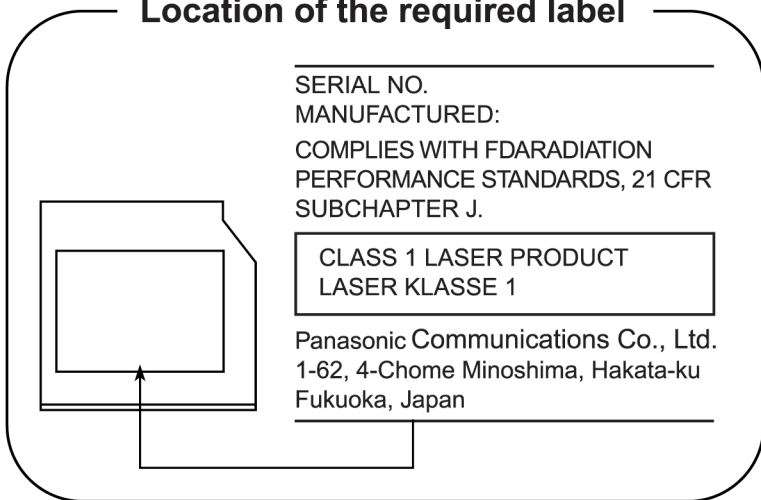 Location of the required label
SERIAL NO.
MANUFACTURED:
COMPLIES WITH FDARADIATION
PERFORMANCE STANDARDS, 21 CFR
SUBCHAPTER J.
CLASS 1 LASER PRODUCT
LASER KLASSE 1
Panasonic Communications Co., Ltd.
1-62, 4-Chome Minoshima, Hakata-ku
Fukuoka, Japan